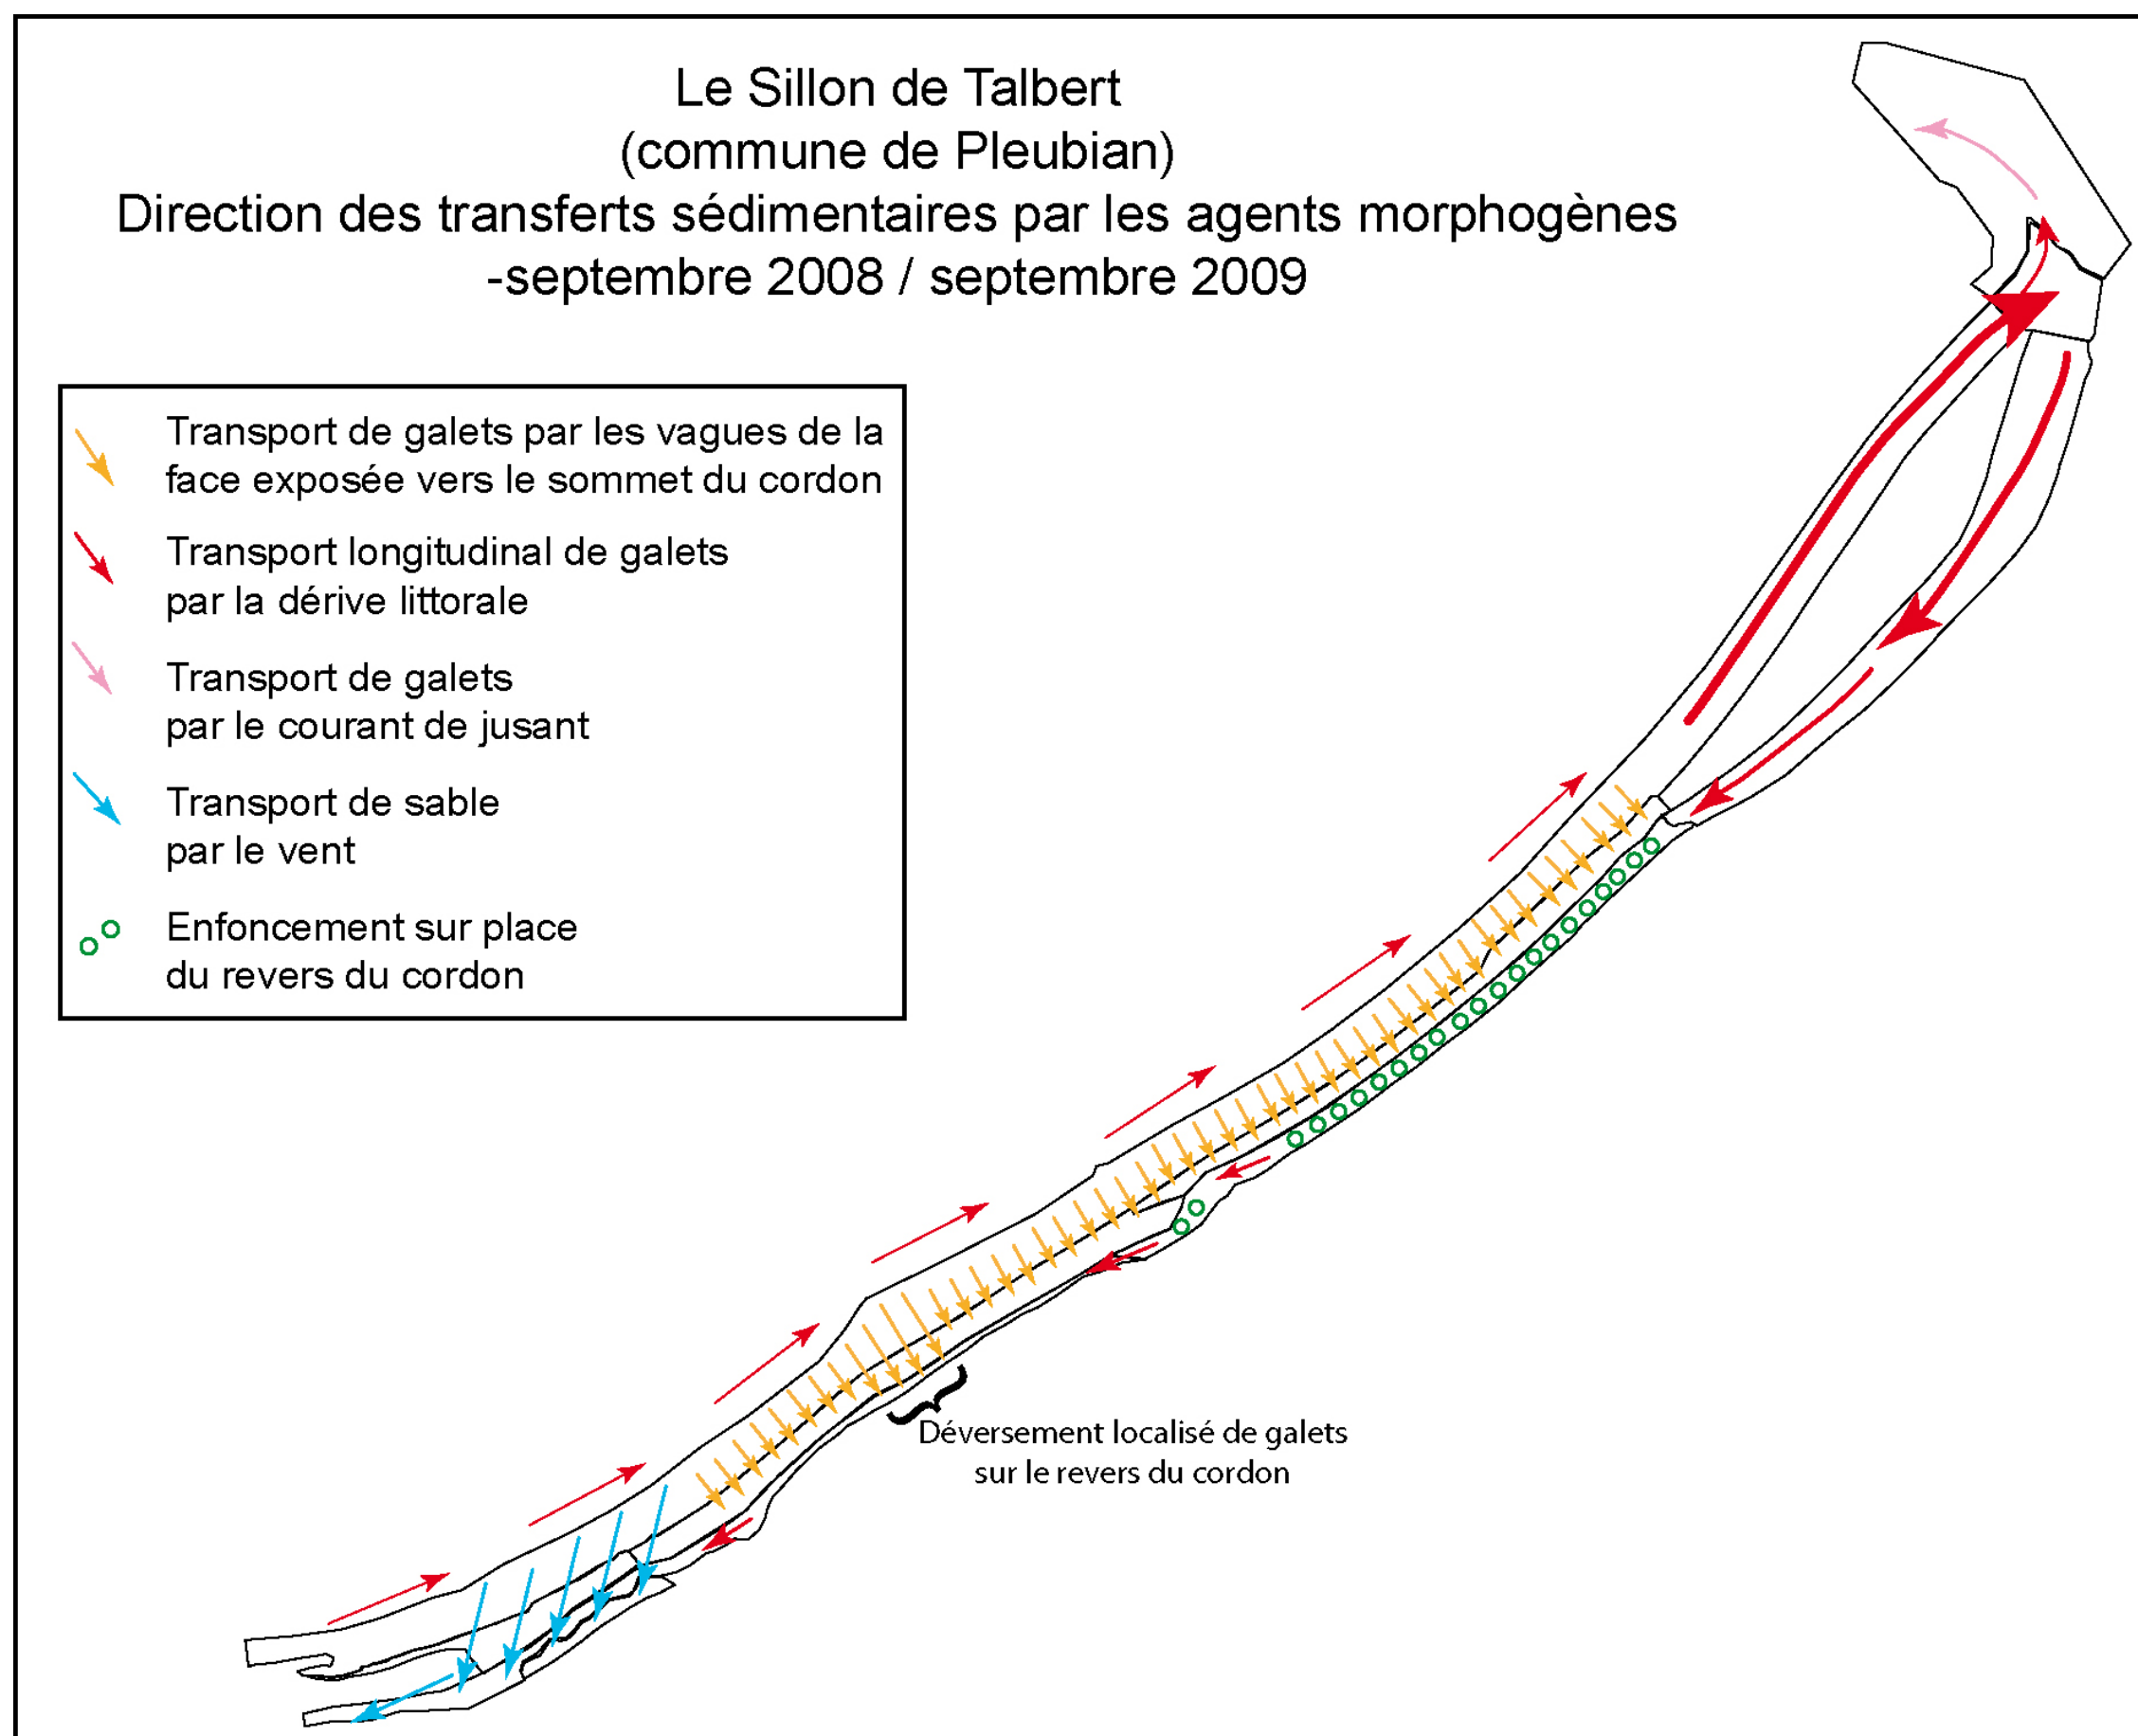 Le Sillon de Talbert
(commune de Pleubian)
Direction des transferts sédimentaires par les agents morphogènes
-septembre 2008 / septembre 2009
Transport de galets par les vagues de la
face exposée vers le sommet du cordon
Transport longitudinal de galets
par la dérive littorale
Transport de galets
par le courant de jusant
Transport de sable
par le vent
Enfoncement sur place
du revers du cordon
Déversement localisé de galets
sur le revers du cordon